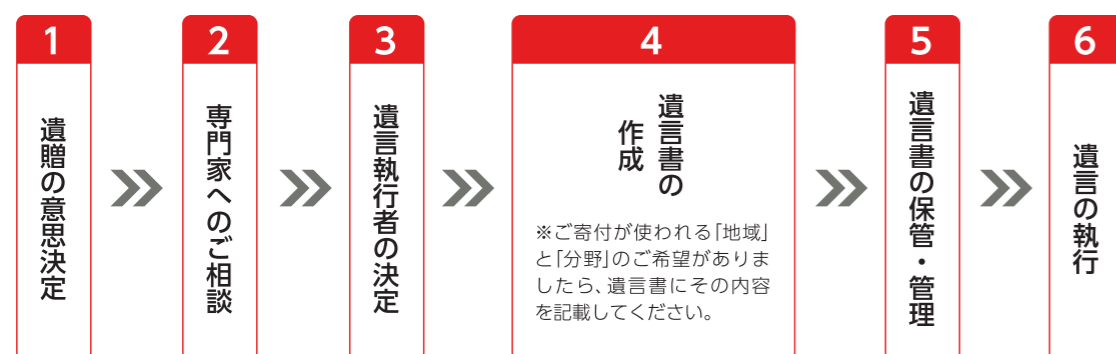 1
遺贈の意思決定
2
専門家へのご相談
3
遺言執行者の決定
4
遺言書の
作成
※ご寄付が使われる「地域」
と「分野」のご希望がありま
したら、遺言書にその内容
を記載してください。
5
遺言書の保管・管理
6
遺言の執行